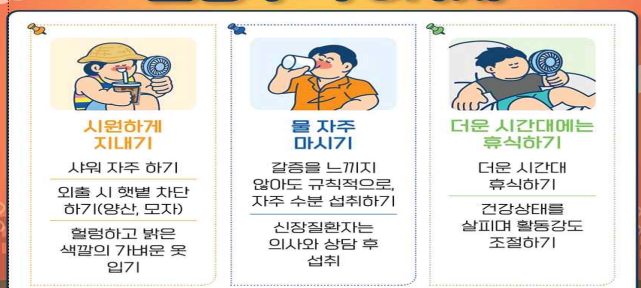 시원하게
지내기
샤워 자주 하기
외출 시 햇볕 차단
하기(양산, 모자)
헐렁하고 밝은
색깔의 가벼운 옷
입기
물 자주
마시기
갈증을 느끼지
않아도 규칙적으로,
자주 수분 섭취하기
신장질환자는
의사와 상담 후
섭취
더운 시간대에는
휴식하기
더운 시간대
휴식하기
건강상태를
살피며 활동강도
조절하기